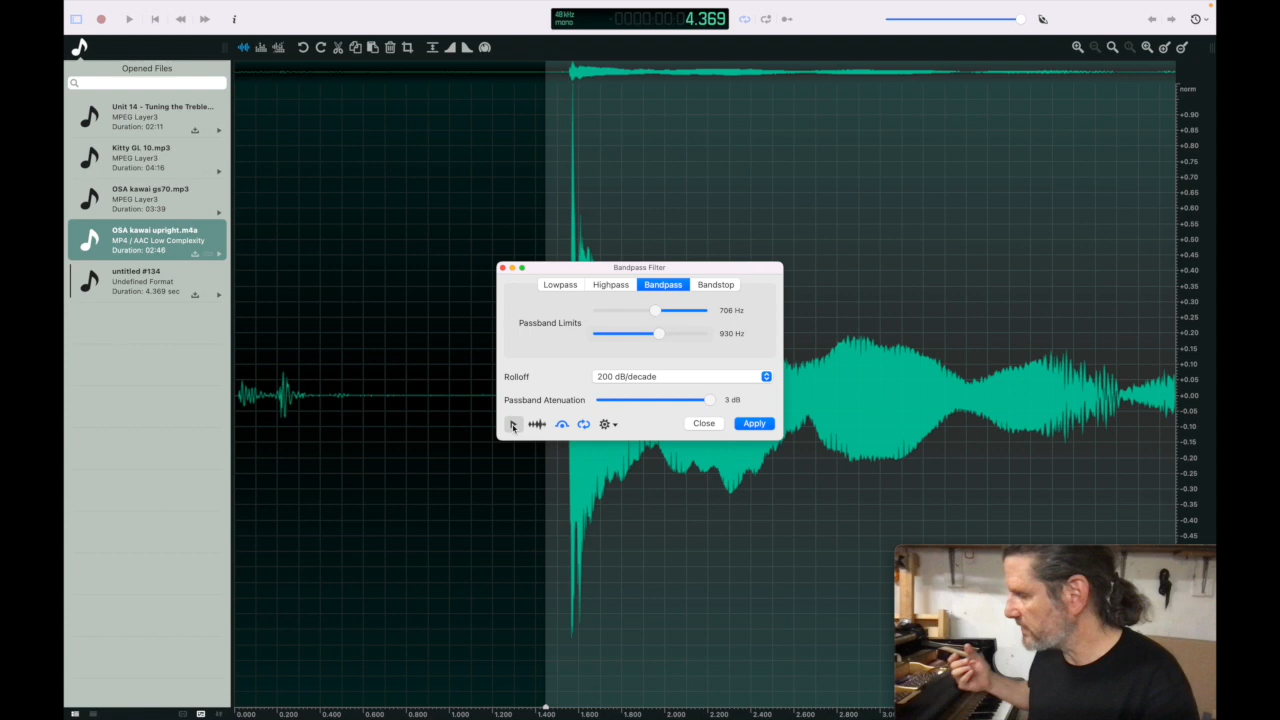 48 kHz
mono
-0000:00:04.369
Opened Files
Unit 14 - Tuning the Treble...
MPEG Layer3
Duration: 02:11
Kitty GL 10.mp3
MPEG Layer3
Duration: 04:16
OSA kawai gs70.mp3
MPEG Layer3
Duration: 03:39
OSA kawai upright.m4a
MP4 / AAC Low Complexity
Duration: 02:46
untitled #134
Undefined Format
Duration: 4.369 sec
Bandpass Filter
Lowpass Highpass Bandpass Bandstop
706 Hz
Passband Limits
930 Hz
Rolloff 200 dB/decade
Passband Atenuation 3 dB
Close Apply
norm
+0.90
+0.85
+0.80
+0.75
+0.70
+0.65
+0.60
+0.55
+0.50
+0.45
+0.40
+0.35
+0.30
+0.25
+0.20
+0.15
+0.10
+0.05
+0.00
-0.05
-0.10
-0.15
-0.20
-0.25
-0.30
-0.35
-0.40
-0.45
0.000 0.200 0.400 0.600 0.800 1.000 1.200 1.400 1.600 1.800 2.000 2.200 2.400 2.600 2.800